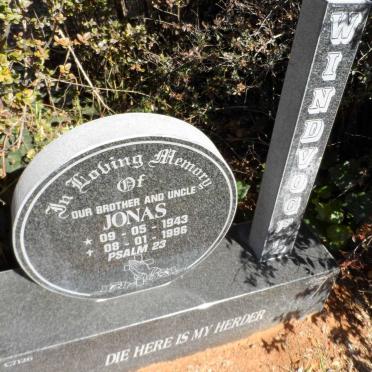 In Loving Memory
Of
OUR BROTHER AND UNCLE
JONAS
* 09 - 05 - 1943
+ 08 - 01 - 1996
PSALM 23
WINDVOG
DIE HERE IS MY HERDER